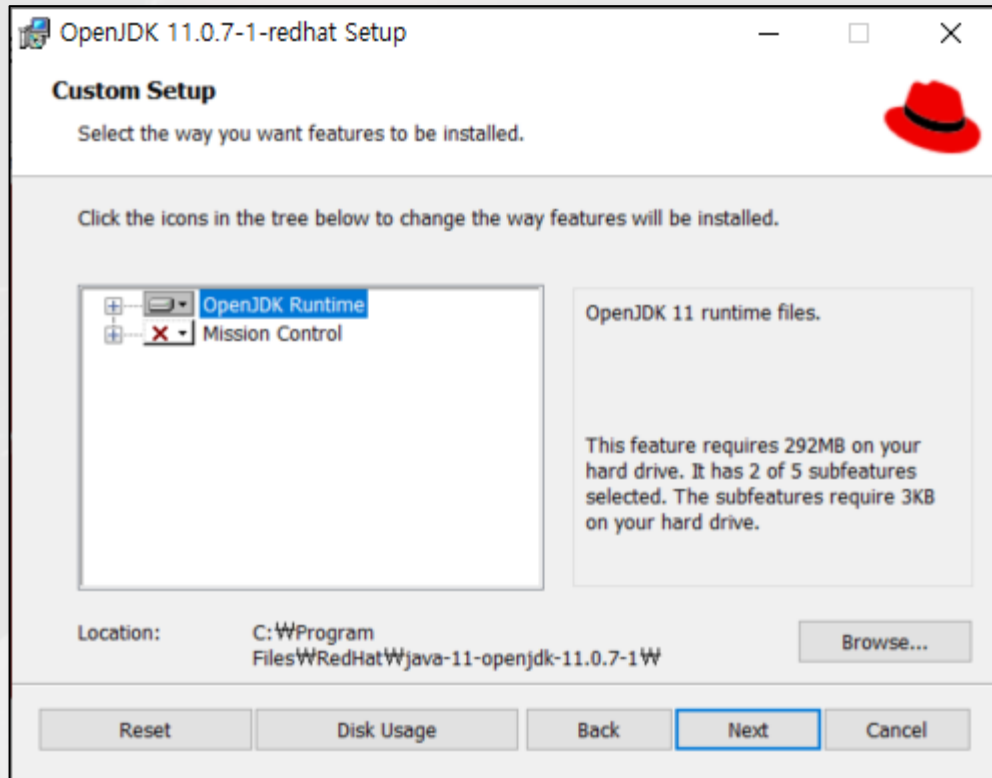 OpenJDK 11.0.7-1-redhat Setup
Custom Setup
Select the way you want features to be installed.
Click the icons in the tree below to change the way features will be installed.
OpenJDK Runtime
Mission Control
OpenJDK 11 runtime files.
This feature requires 292MB on your
hard drive. It has 2 of 5 subfeatures
selected. The subfeatures require 3KB
on your hard drive.
Location:
C:₩Program
Files₩RedHat₩java-11-openjdk-11.0.7-1₩
Browse...
Reset
Disk Usage
Back
Next
Cancel